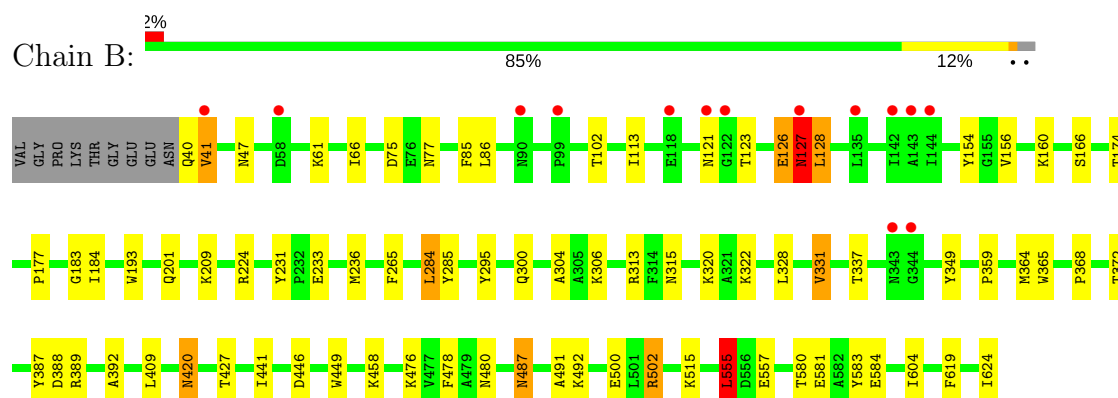 2%
Chain B:
85% 12% • •
VAL GLY PRO LYS THR GLY GLU GLU ASN Q40 V41 N47 D58 K61 I66 D75 E76 N77 F85 L86 N90 P99 T102 I113 E118 N121 G122 T123 E126 N127 L128 L135 I142 A143 I144 Y154 G155 V156 K160 S166 T174
P177 G183 I184 W193 Q201 K209 R224 Y231 P232 E233 M236 F265 L284 Y285 Y295 Q300 A304 A305 K306 R313 F314 N315 K320 A321 K322 L328 V331 T337 N343 G344 Y349 P359 M364 W365 P368 T372
Y387 D388 R389 A392 L409 N420 T427 I441 D446 W449 K458 K476 V477 F478 A479 N480 N487 A491 K492 E500 L501 R502 K515 L555 D556 E557 T580 E581 A582 Y583 E584 I604 F619 I624